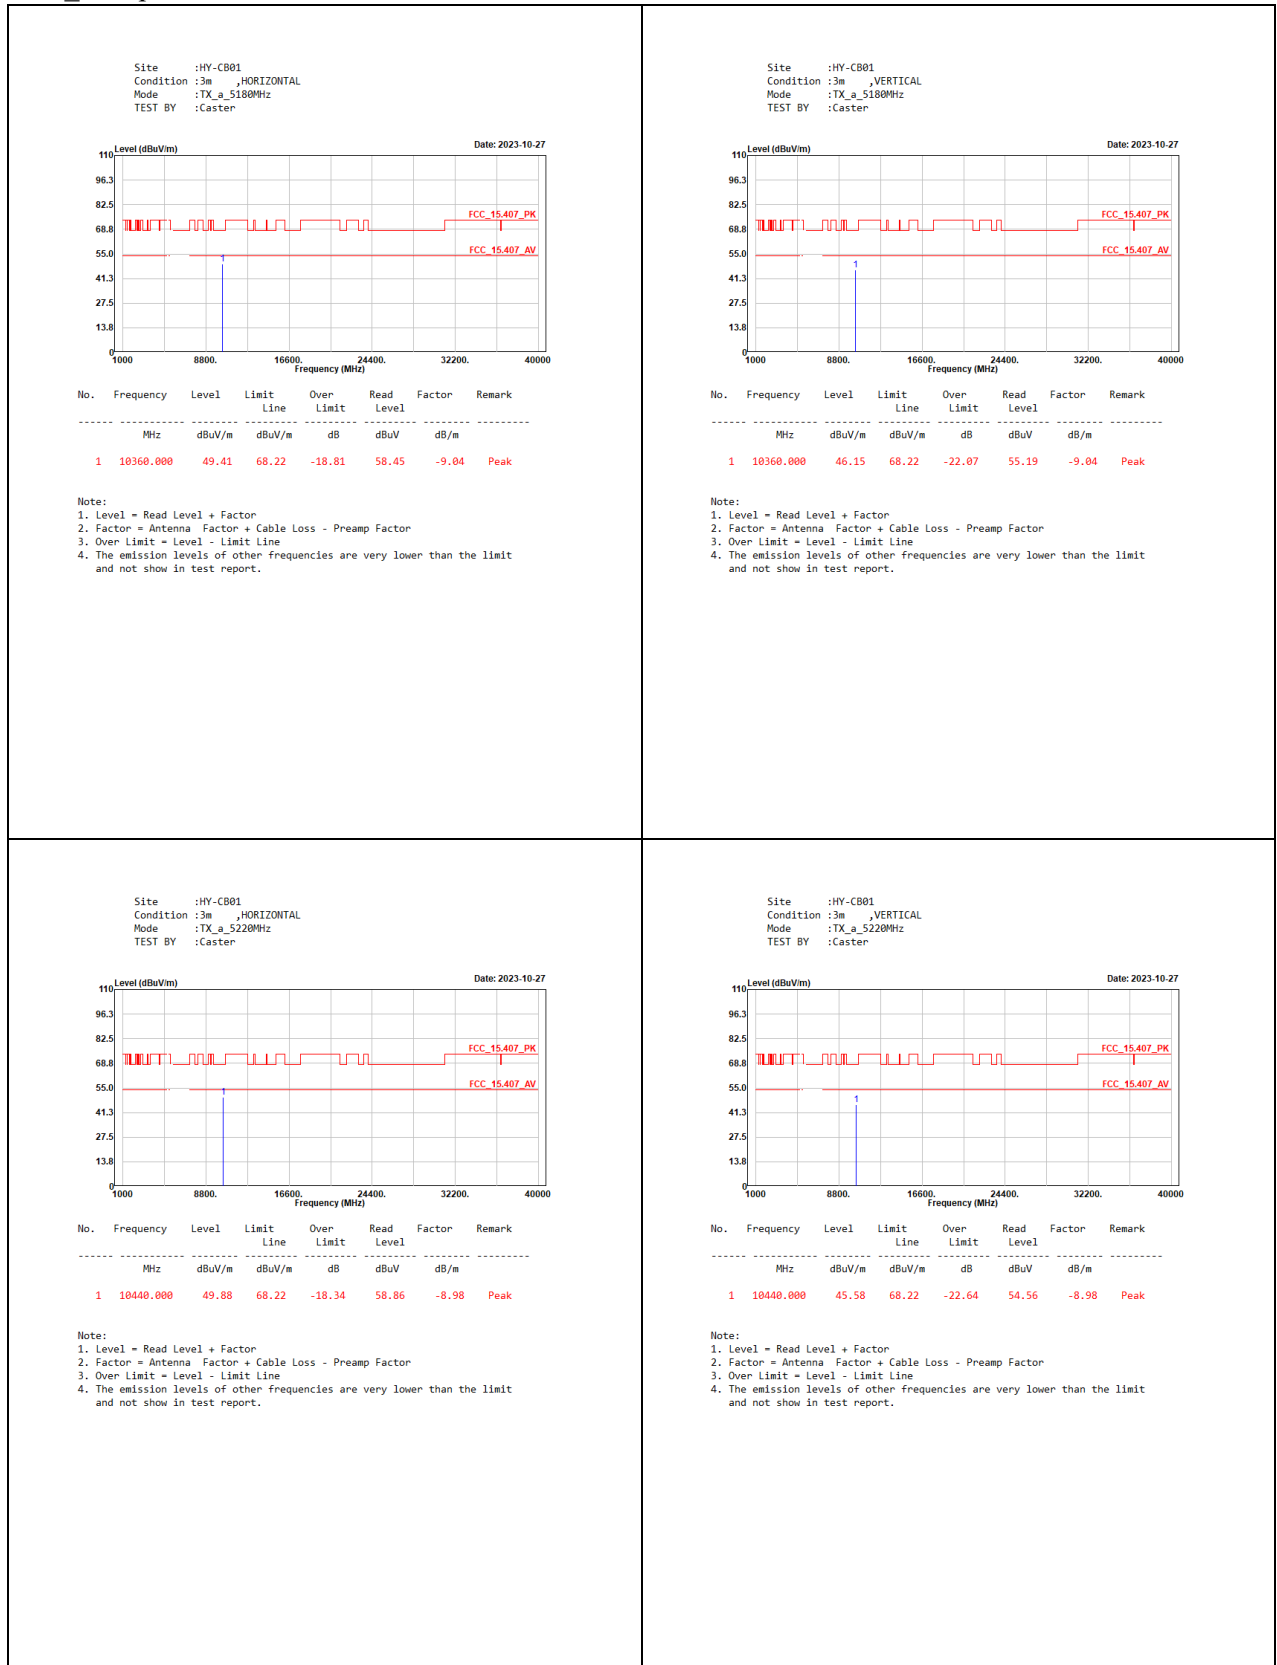 Site :HY-CB01
Condition :3m ,HORIZONTAL
Mode :TX_a_5180MHz
TEST BY :Caster
Level (dBuV/m) Date: 2023-10-27
110
96.3
82.5
FCC_15.407_PK
68.8
55.0
FCC_15.407_AV
1
41.3
27.5
13.8
0
1000 8800. 16600. 24400. 32200. 40000
Frequency (MHz)
No. Frequency Level Limit Over Read Factor Remark
Line Limit Level
------ ----------- -------- -------- --------- -------- -------- ---------
MHz dBuV/m dBuV/m dB dBuV dB/m
1 10360.000 49.41 68.22 -18.81 58.45 -9.04 Peak
Note:
1. Level = Read Level + Factor
2. Factor = Antenna Factor + Cable Loss - Preamp Factor
3. Over Limit = Level - Limit Line
4. The emission levels of other frequencies are very lower than the limit
and not show in test report.
Site :HY-CB01
Condition :3m ,VERTICAL
Mode :TX_a_5180MHz
TEST BY :Caster
Level (dBuV/m) Date: 2023-10-27
110
96.3
82.5
FCC_15.407_PK
68.8
55.0
FCC_15.407_AV
1
41.3
27.5
13.8
0
1000 8800. 16600. 24400. 32200. 40000
Frequency (MHz)
No. Frequency Level Limit Over Read Factor Remark
Line Limit Level
------ ----------- -------- -------- --------- --------- -------- ---------
MHz dBuV/m dBuV/m dB dBuV dB/m
1 10360.000 46.15 68.22 -22.07 55.19 -9.04 Peak
Note:
1. Level = Read Level + Factor
2. Factor = Antenna Factor + Cable Loss - Preamp Factor
3. Over Limit = Level - Limit Line
4. The emission levels of other frequencies are very lower than the limit
and not show in test report.
Site :HY-CB01
Condition :3m ,HORIZONTAL
Mode :TX_a_5220MHz
TEST BY :Caster
Level (dBuV/m) Date: 2023-10-27
110
96.3
82.5
FCC_15.407_PK
68.8
55.0
FCC_15.407_AV
1
41.3
27.5
13.8
0
1000 8800. 16600. 24400. 32200. 40000
Frequency (MHz)
No. Frequency Level Limit Over Read Factor Remark
Line Limit Level
------ ----------- -------- -------- --------- -------- -------- ---------
MHz dBuV/m dBuV/m dB dBuV dB/m
1 10440.000 49.88 68.22 -18.34 58.86 -8.98 Peak
Note:
1. Level = Read Level + Factor
2. Factor = Antenna Factor + Cable Loss - Preamp Factor
3. Over Limit = Level - Limit Line
4. The emission levels of other frequencies are very lower than the limit
and not show in test report.
Site :HY-CB01
Condition :3m ,VERTICAL
Mode :TX_a_5220MHz
TEST BY :Caster
Level (dBuV/m) Date: 2023-10-27
110
96.3
82.5
FCC_15.407_PK
68.8
55.0
FCC_15.407_AV
1
41.3
27.5
13.8
0
1000 8800. 16600. 24400. 32200. 40000
Frequency (MHz)
No. Frequency Level Limit Over Read Factor Remark
Line Limit Level
------ ----------- -------- -------- --------- --------- -------- ---------
MHz dBuV/m dBuV/m dB dBuV dB/m
1 10440.000 45.58 68.22 -22.64 54.56 -8.98 Peak
Note:
1. Level = Read Level + Factor
2. Factor = Antenna Factor + Cable Loss - Preamp Factor
3. Over Limit = Level - Limit Line
4. The emission levels of other frequencies are very lower than the limit
and not show in test report.